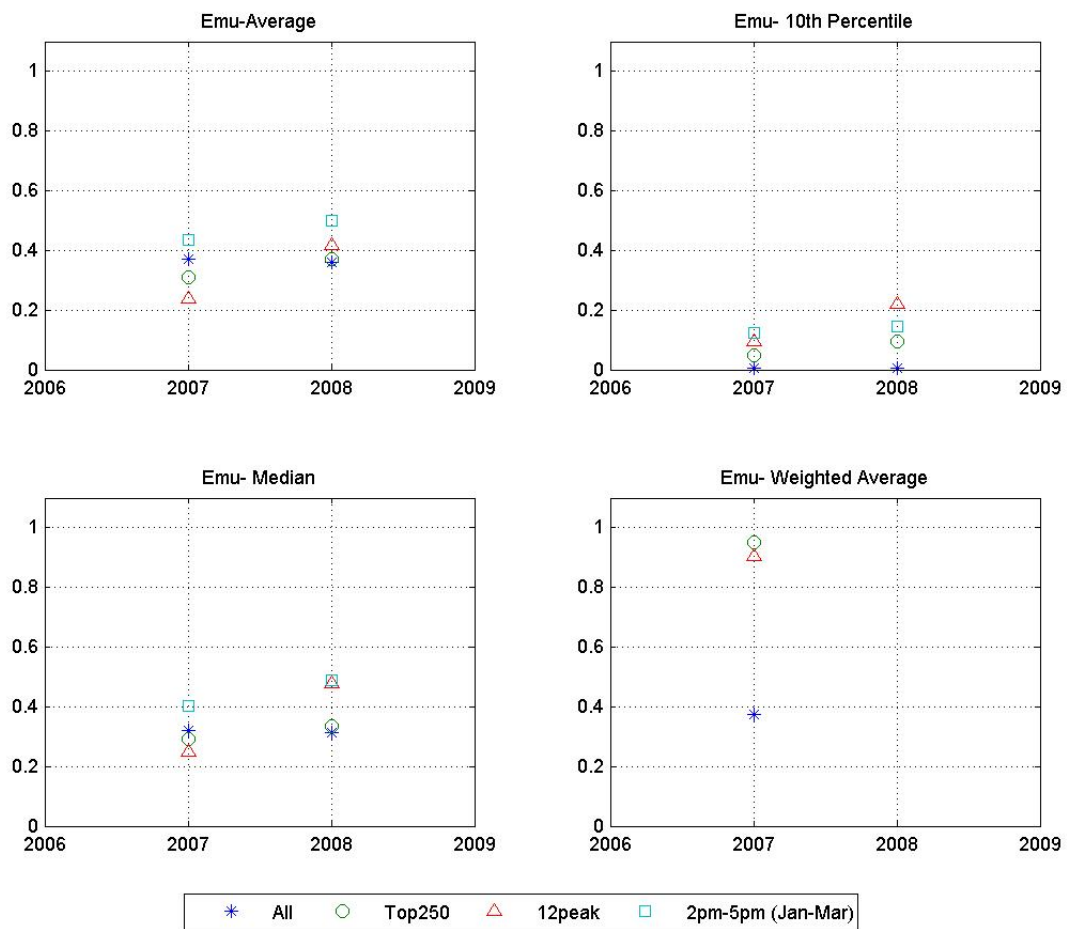 Emu-Average
1
0.8
0.6
0.4
0.2
0
2006 2007 2008 2009
Emu- 10th Percentile
1
0.8
0.6
0.4
0.2
0
2006 2007 2008 2009
Emu- Median
1
0.8
0.6
0.4
0.2
0
2006 2007 2008 2009
Emu- Weighted Average
1
0.8
0.6
0.4
0.2
0
2006 2007 2008 2009
All Top250 12peak 2pm-5pm (Jan-Mar)